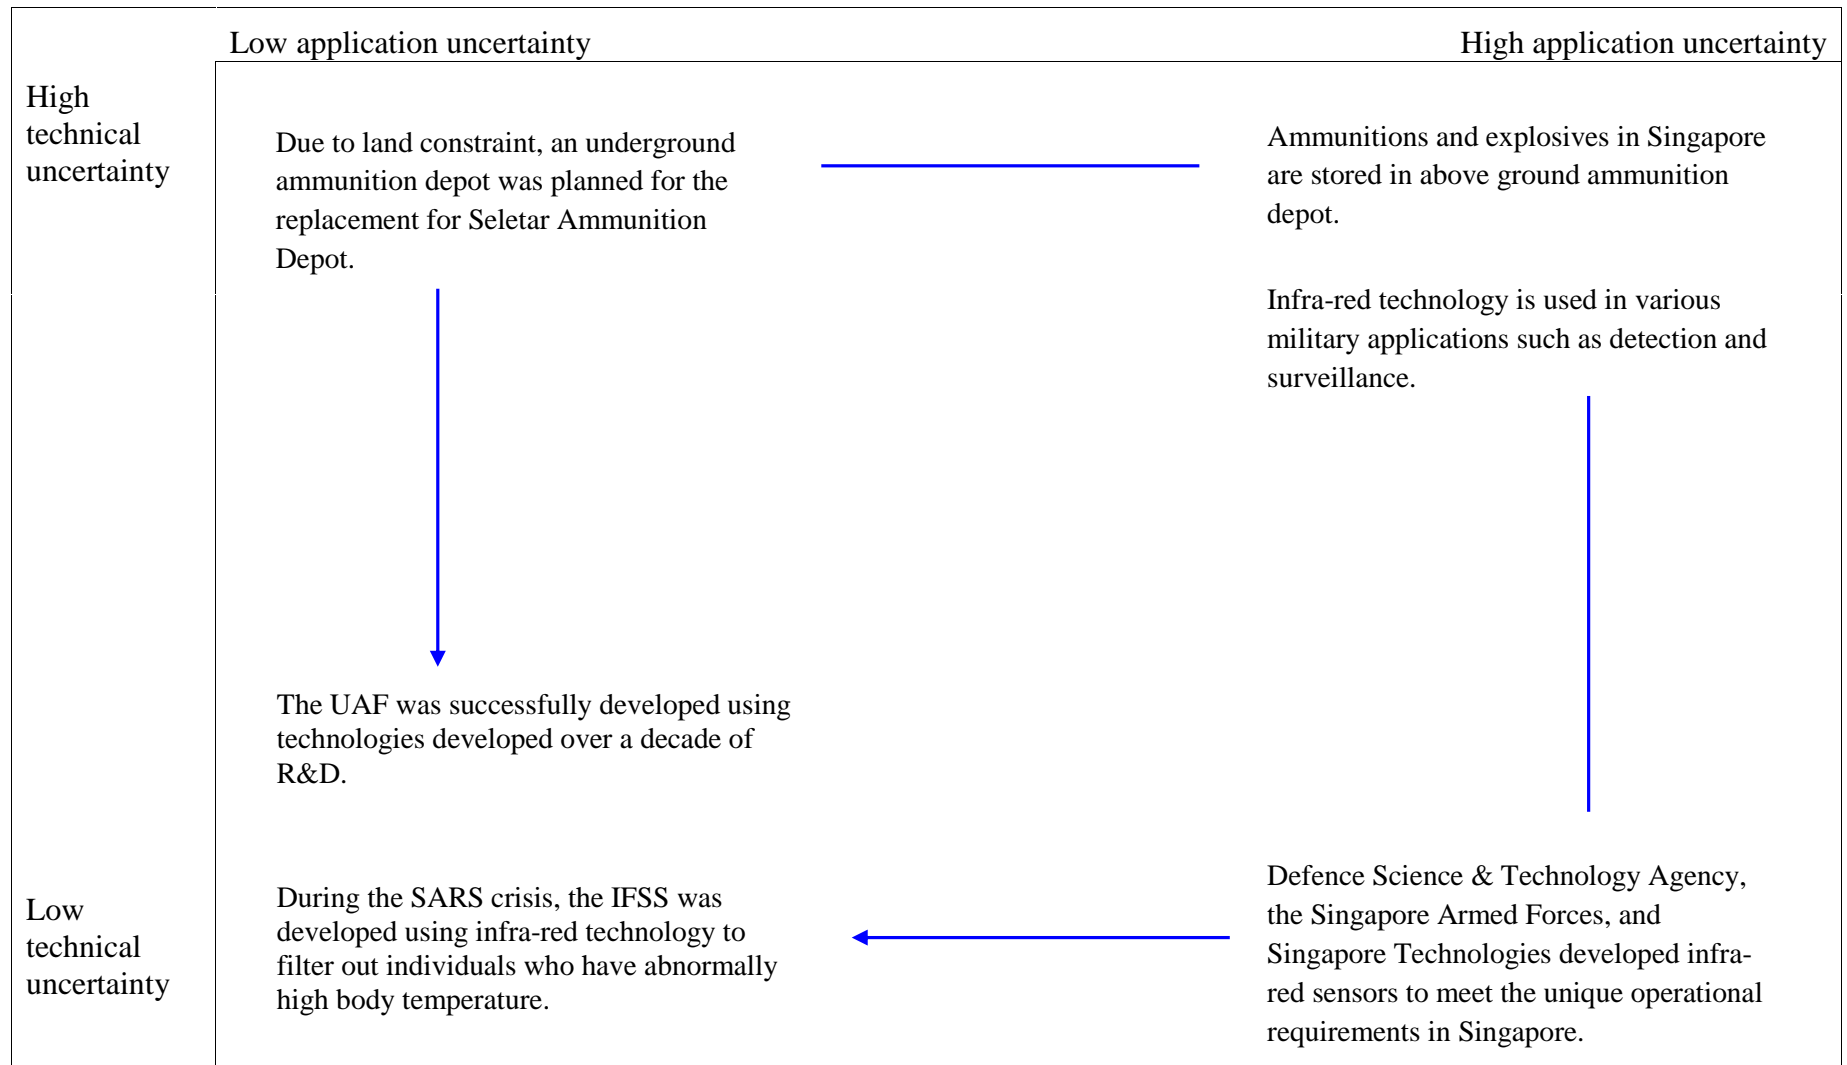 Low application uncertainty
High application uncertainty
High
technical
uncertainty
Due to land constraint, an underground
ammunition depot was planned for the
replacement for Seletar Ammunition
Depot.
Ammunitions and explosives in Singapore
are stored in above ground ammunition
depot.
Infra-red technology is used in various
military applications such as detection and
surveillance.
The UAF was successfully developed using
technologies developed over a decade of
R&D.
Low
technical
uncertainty
During the SARS crisis, the IFSS was
developed using infra-red technology to
filter out individuals who have abnormally
high body temperature.
Defence Science & Technology Agency,
the Singapore Armed Forces, and
Singapore Technologies developed infra-
red sensors to meet the unique operational
requirements in Singapore.